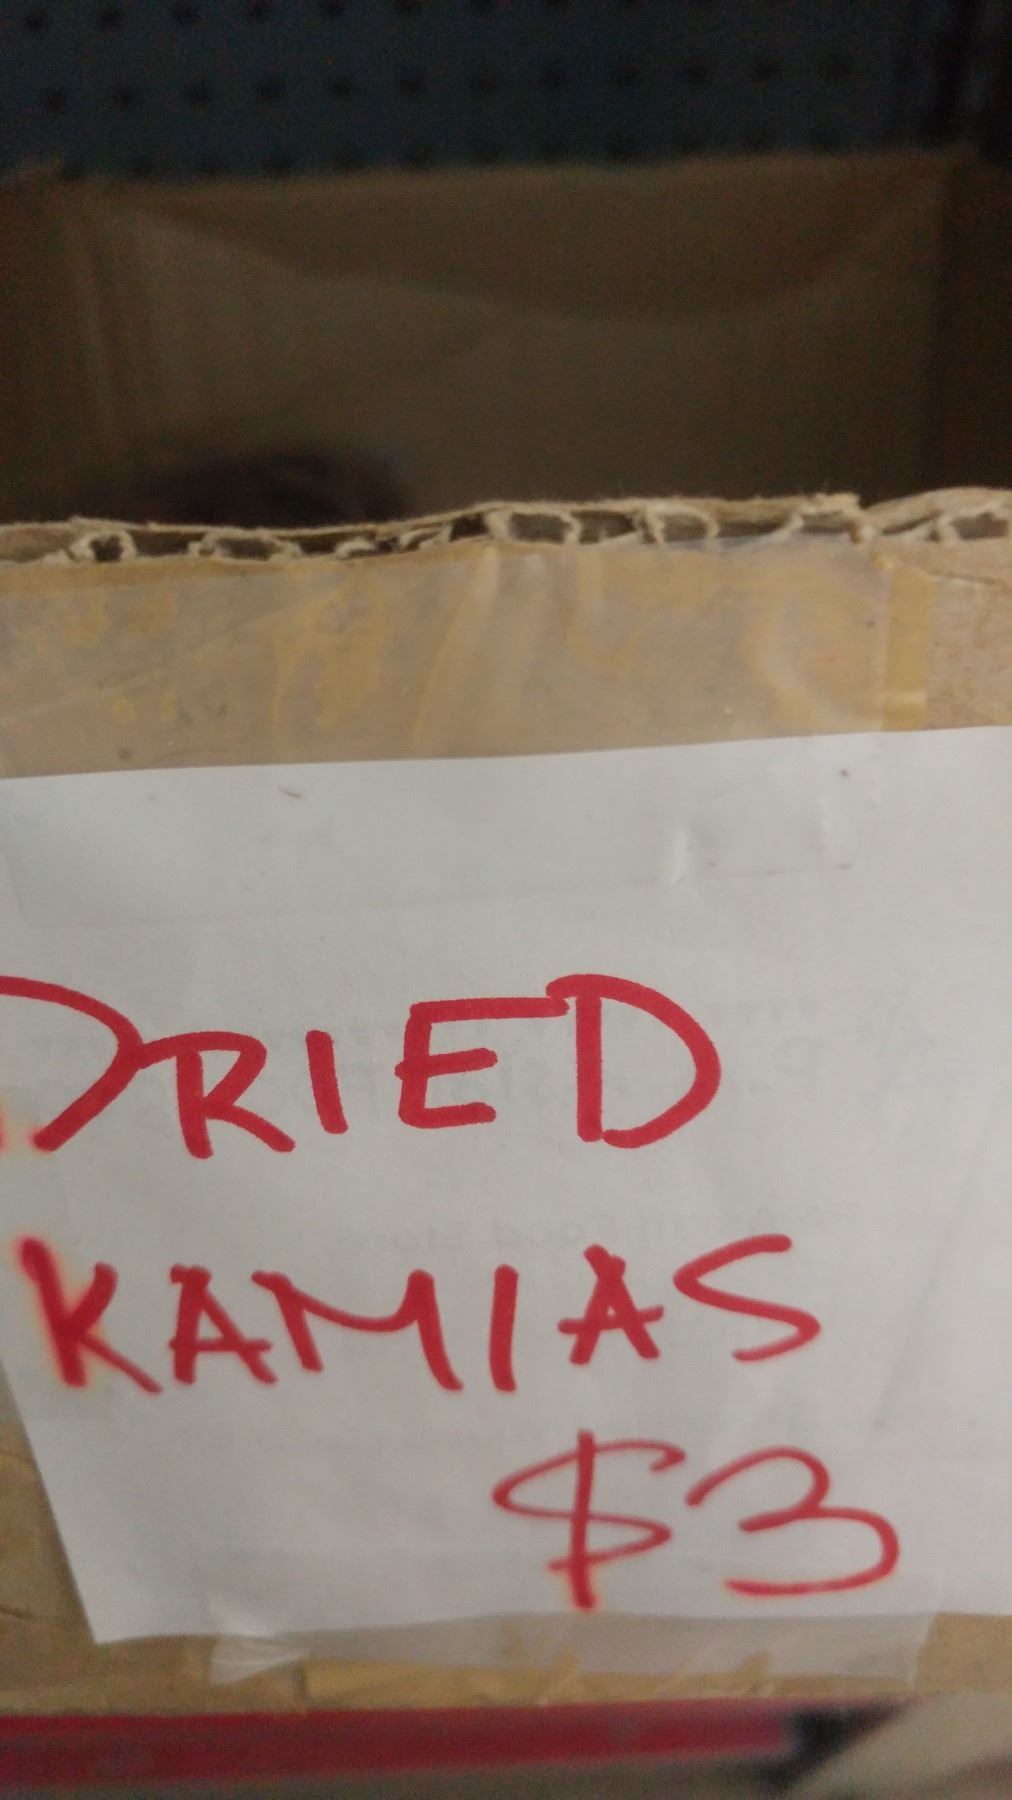 DRIED
KAMIAS
$3